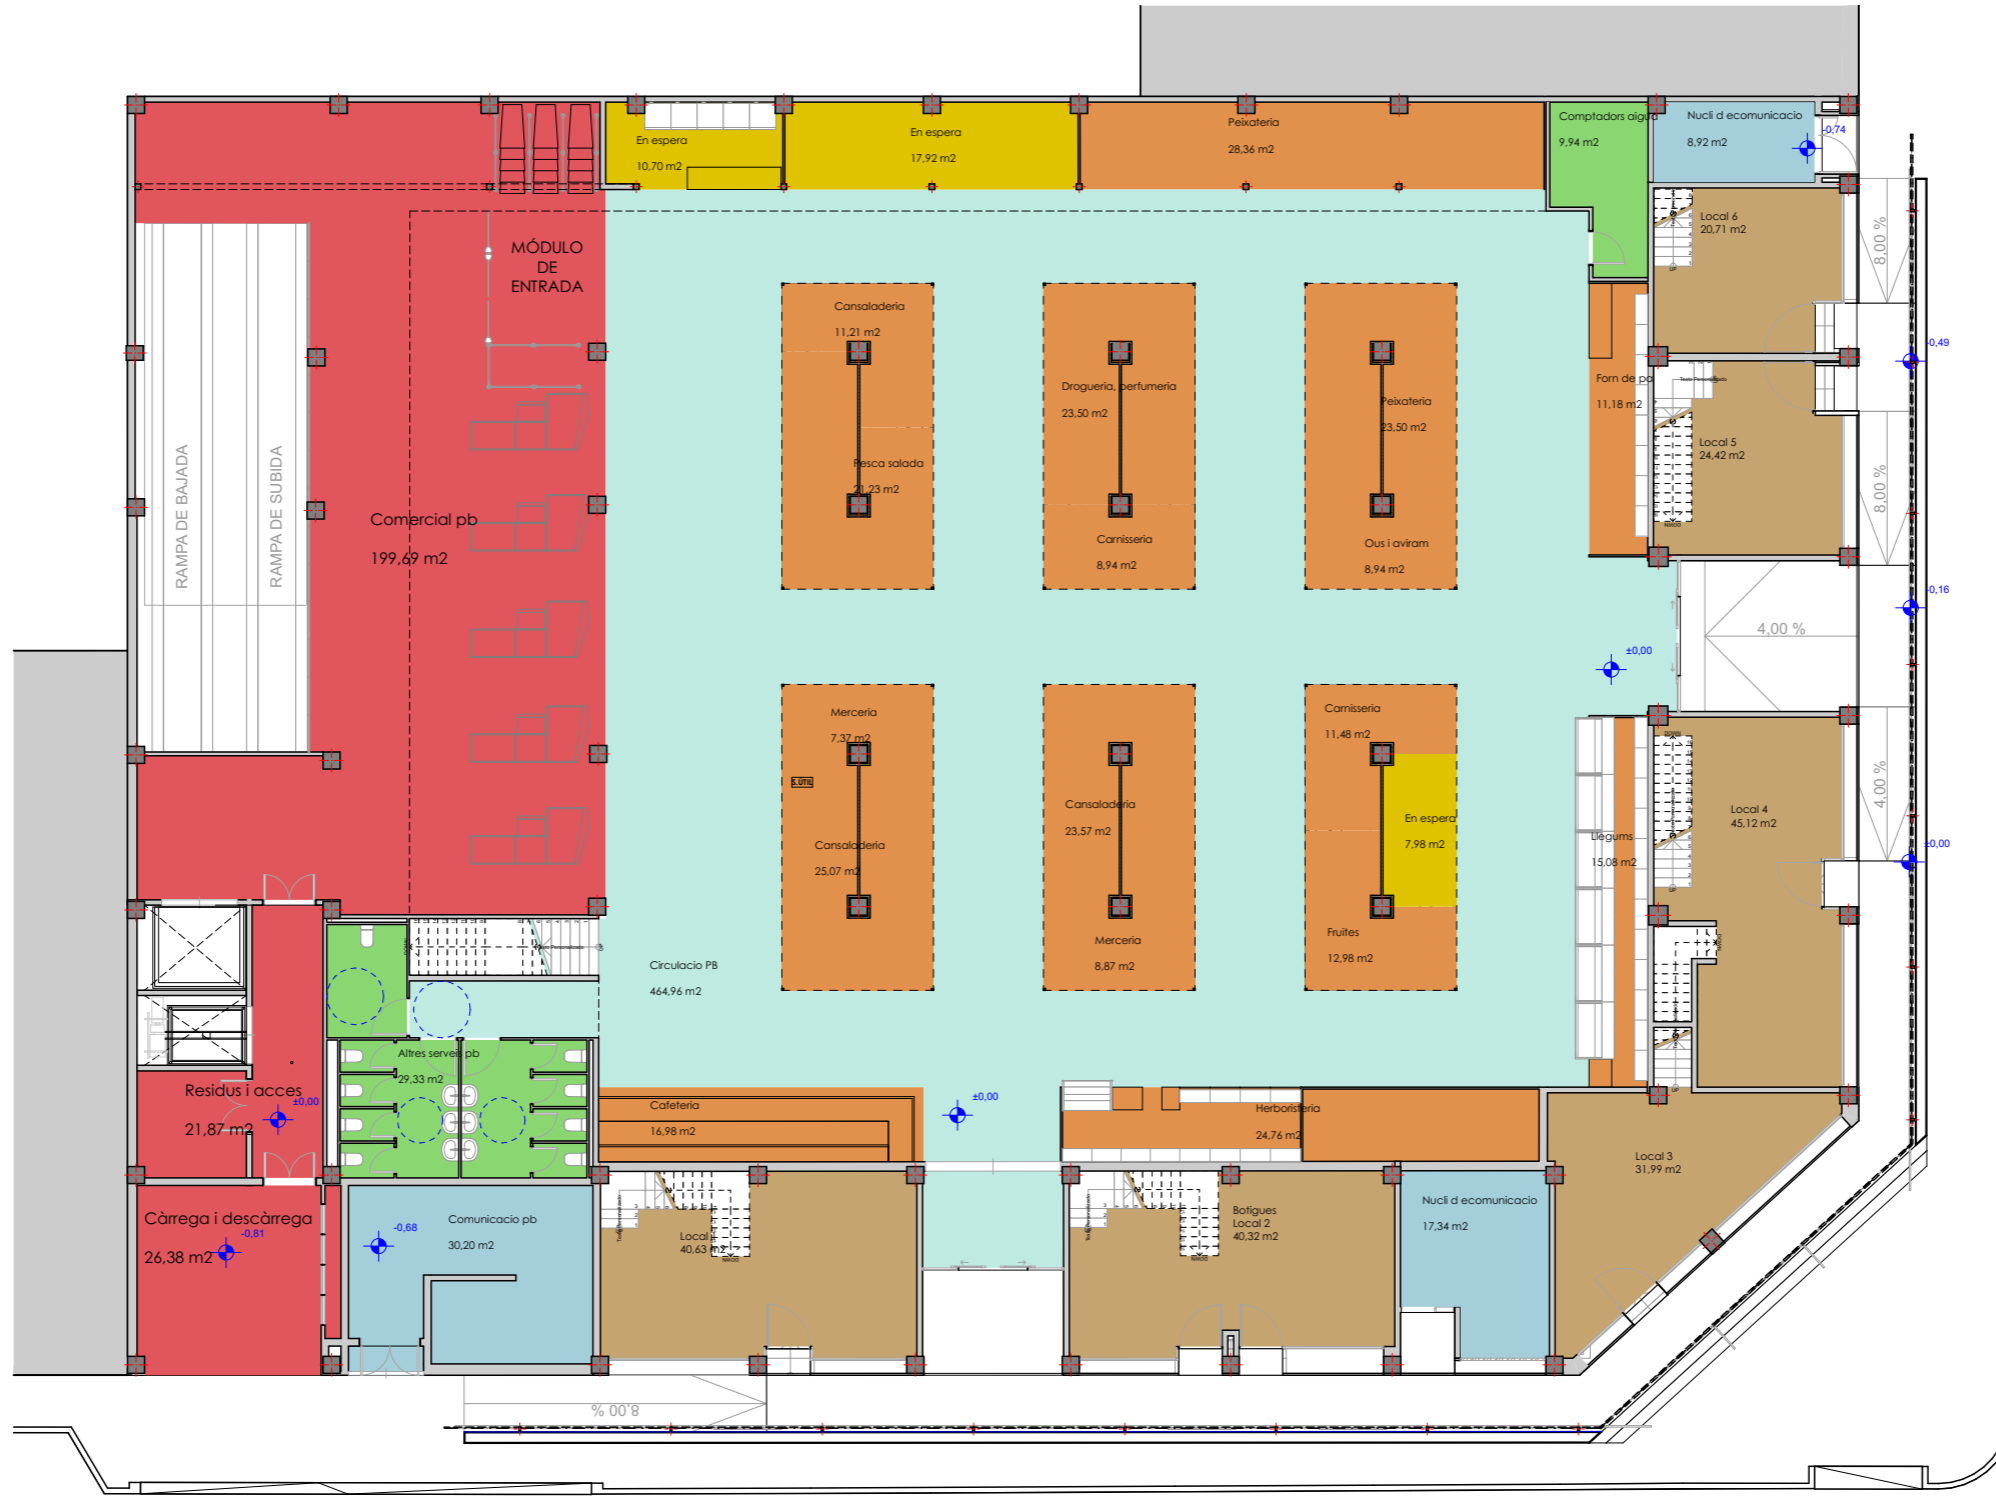 En espera
10,70 m2
En espera
17,92 m2
Peixateria
28,36 m2
Comptadors aigua
9,94 m2
Nucli d ecomunicacio
8,92 m2
-0,74
MÓDULO
DE
ENTRADA
Local 6
20,71 m2
8,00 %
Cansaladeria
11,21 m2
Drogueria, perfumeria
23,50 m2
Peixateria
23,50 m2
Forn de pa
11,18 m2
-0,49
Local 5
24,42 m2
8,00 %
Pesca salada
21,23 m2
Carnisseria
8,94 m2
Ous i aviram
8,94 m2
RAMPA DE BAJADA
RAMPA DE SUBIDA
Comercial pb
199,69 m2
-0,16
4,00 %
±0,00
Merceria
7,37 m2
S.ÚTIL
Cansaladeria
25,07 m2
Cansaladeria
23,57 m2
Merceria
8,87 m2
Carnisseria
11,48 m2
En espera
7,98 m2
Fruites
12,98 m2
Llegums
15,08 m2
Local 4
45,12 m2
4,00 %
±0,00
Circulacio PB
464,96 m2
Altres serveis pb
29,33 m2
Residus i acces
±0,00
21,87 m2
Cafeteria
16,98 m2
±0,00
Herboristeria
24,76 m2
Local 3
31,99 m2
Càrrega i descàrrega
-0,81
26,38 m2
-0,68
Comunicacio pb
30,20 m2
Local
40,63 m2
Botigues
Local 2
40,32 m2
Nucli d ecomunicacio
17,34 m2
8,00 %